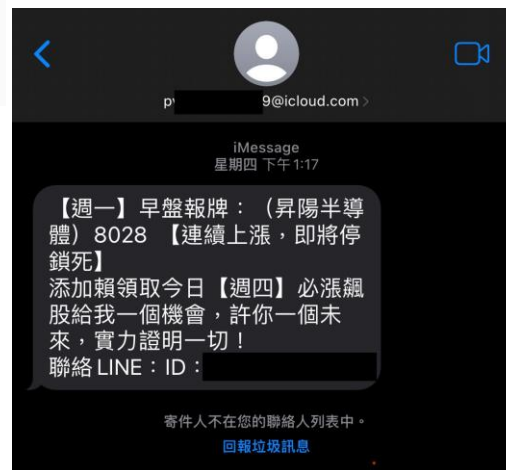 p 9@icloud.com >
iMessage
星期四 下午 1:17
【週一】早盤報牌：（昇陽半導
體）8028 【連續上漲，即將停
鎖死】
添加賴領取今日【週四】必漲飆
股給我一個機會，許你一個未
來，實力證明一切！
聯絡 LINE：ID：
寄件人不在您的聯絡人列表中。
回報垃圾訊息